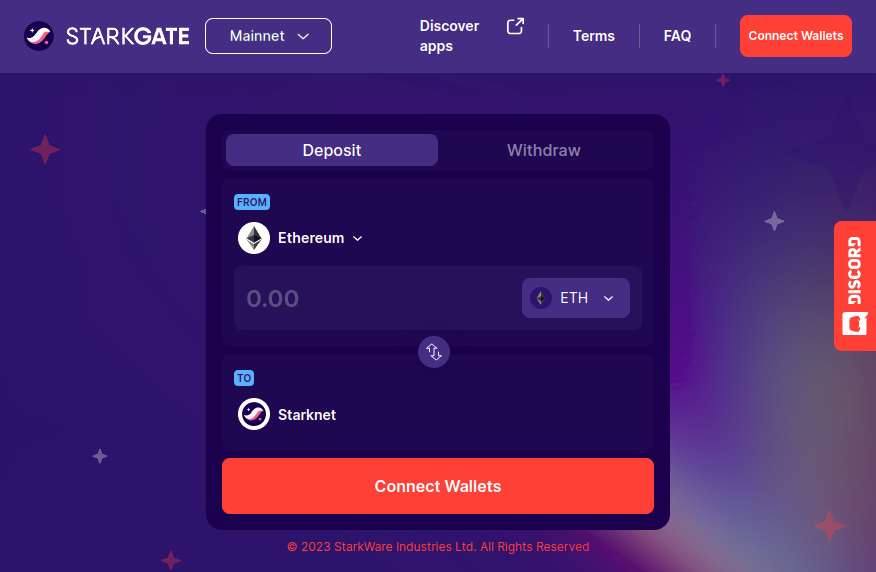 STARKGATE
Mainnet
Discover
apps
Terms
FAQ
Connect Wallets
Deposit
Withdraw
FROM
Ethereum
0.00
ETH
TO
Starknet
Connect Wallets
DISCORD
© 2023 StarkWare Industries Ltd. All Rights Reserved